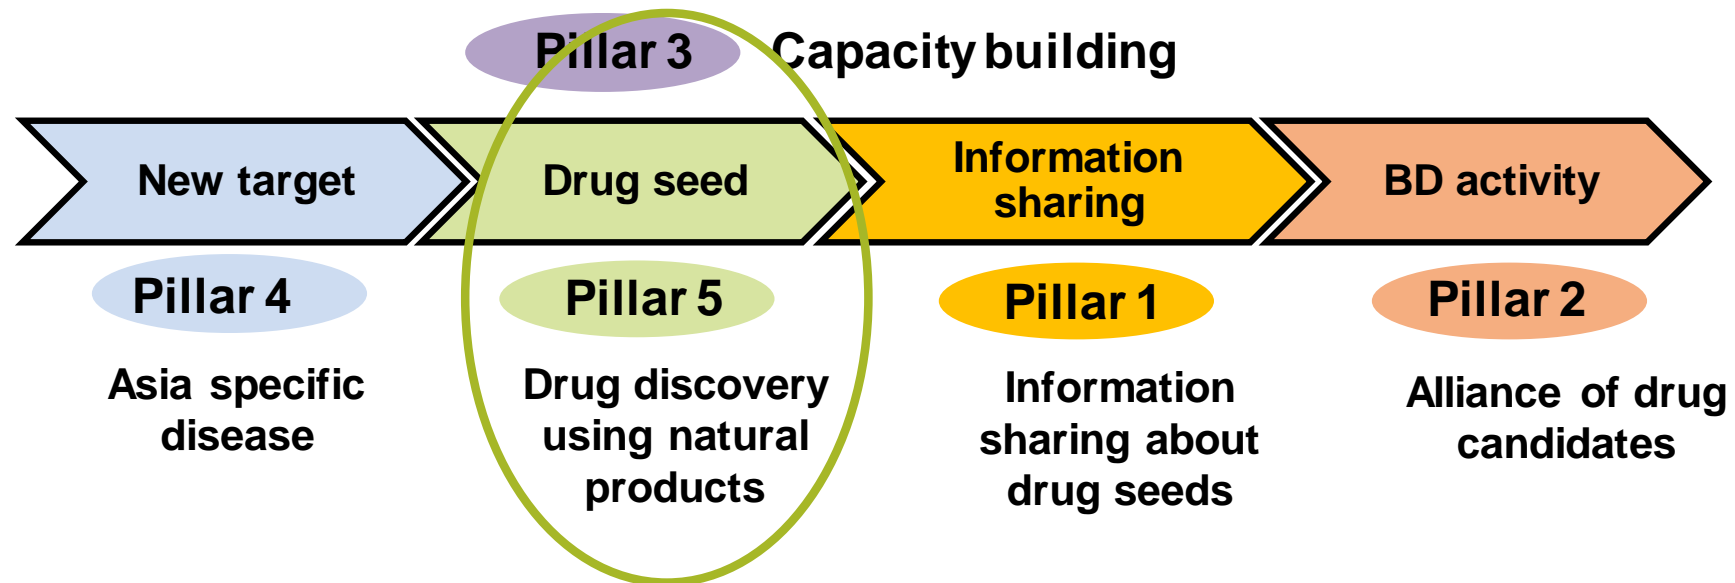 Pillar 3 Capacity building
New target
Drug seed
Information
sharing
BD activity
Pillar 4
Pillar 5
Pillar 1
Pillar 2
Asia specific
disease
Drug discovery
using natural
products
Information
sharing about
drug seeds
Alliance of drug
candidates